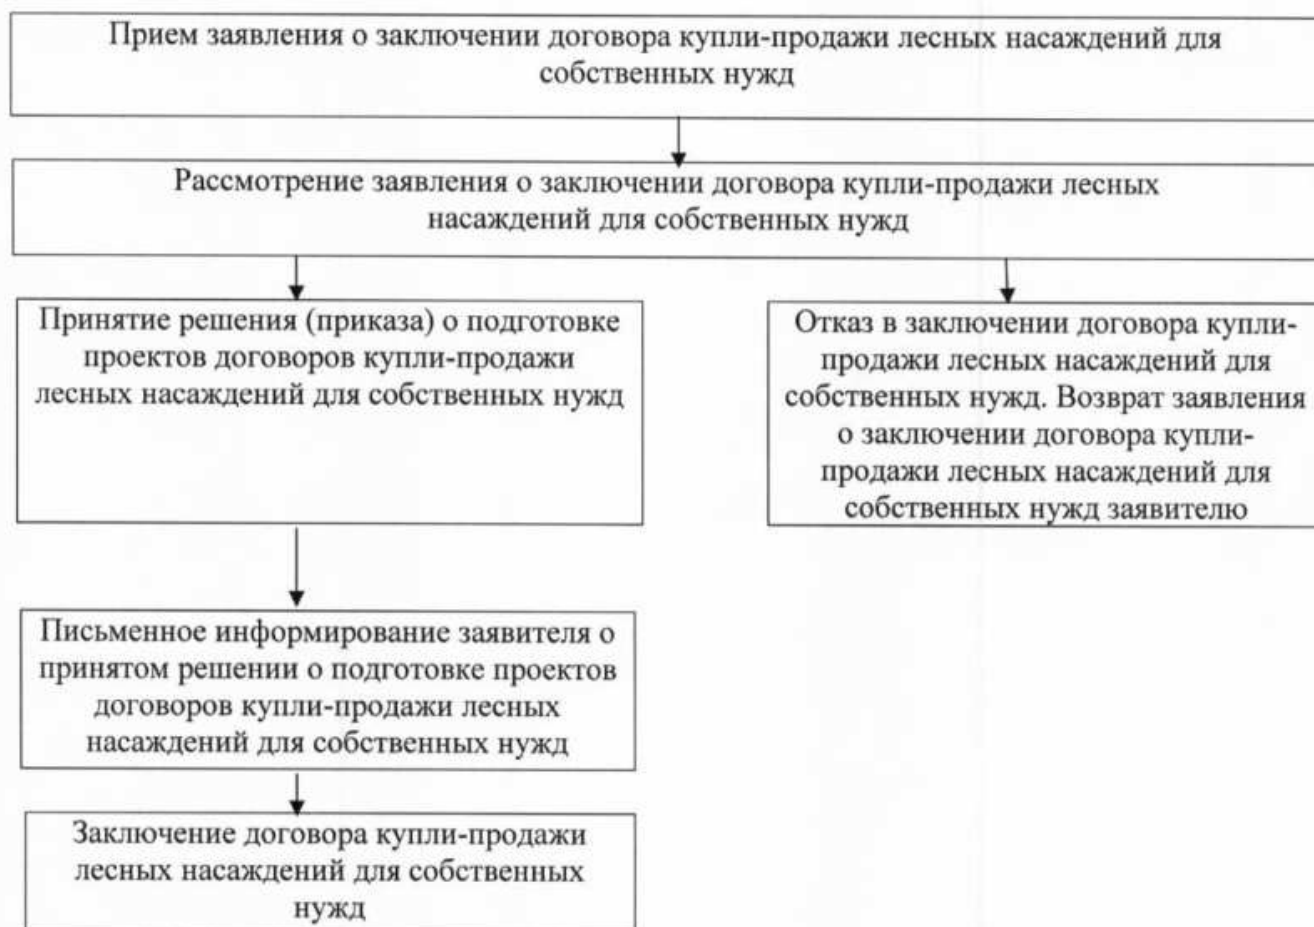 Прием заявления о заключении договора купли-продажи лесных насаждений для
собственных нужд
Рассмотрение заявления о заключении договора купли-продажи лесных
насаждений для собственных нужд
Принятие решения (приказа) о подготовке
проектов договоров купли-продажи
лесных насаждений для собственных нужд
Отказ в заключении договора купли-
продажи лесных насаждений для
собственных нужд. Возврат заявления
о заключении договора купли-
продажи лесных насаждений для
собственных нужд заявителю
Письменное информирование заявителя о
принятом решении о подготовке проектов
договоров купли-продажи лесных
насаждений для собственных нужд
Заключение договора купли-продажи
лесных насаждений для собственных
нужд